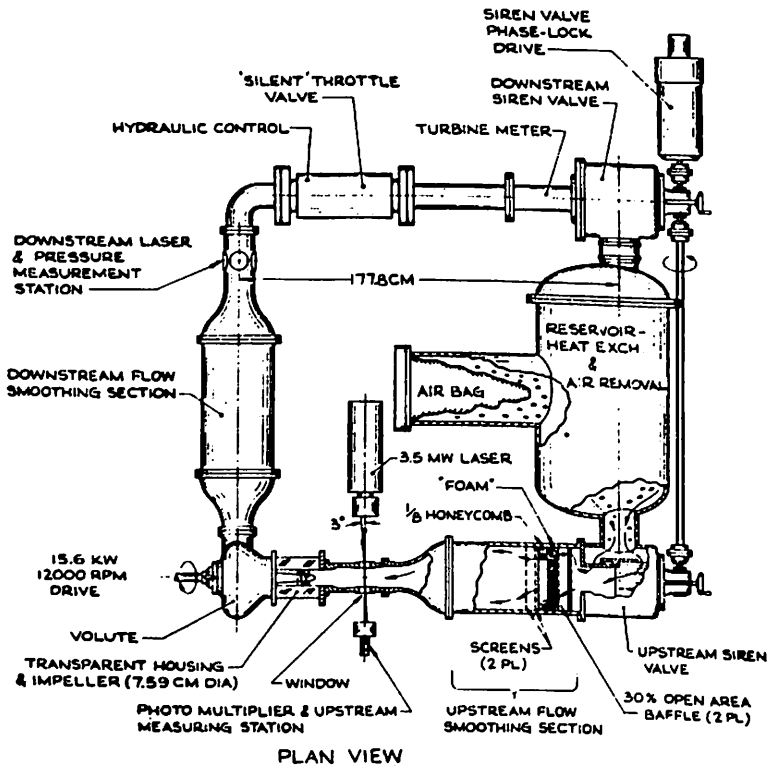 SIREN VALVE
PHASE-LOCK
DRIVE
'SILENT' THROTTLE
VALVE
DOWNSTREAM
SIREN VALVE
HYDRAULIC CONTROL
TURBINE METER
DOWNSTREAM LASER
& PRESSURE
MEASUREMENT
STATION
177.8CM
RESERVOIR-
HEAT EXCH
&
AIR REMOVAL
DOWNSTREAM FLOW
SMOOTHING SECTION
AIR BAG
3.5 MW LASER
"FOAM"
1/8 HONEYCOMB
3°
15.6 KW
12000 RPM
DRIVE
VOLUTE
SCREENS
(2 PL)
UPSTREAM SIREN
VALVE
TRANSPARENT HOUSING
& IMPELLER (7.59 CM DIA)
WINDOW
30% OPEN AREA
BAFFLE (2 PL)
PHOTO MULTIPLIER & UPSTREAM
MEASURING STATION
UPSTREAM FLOW
SMOOTHING SECTION
PLAN VIEW